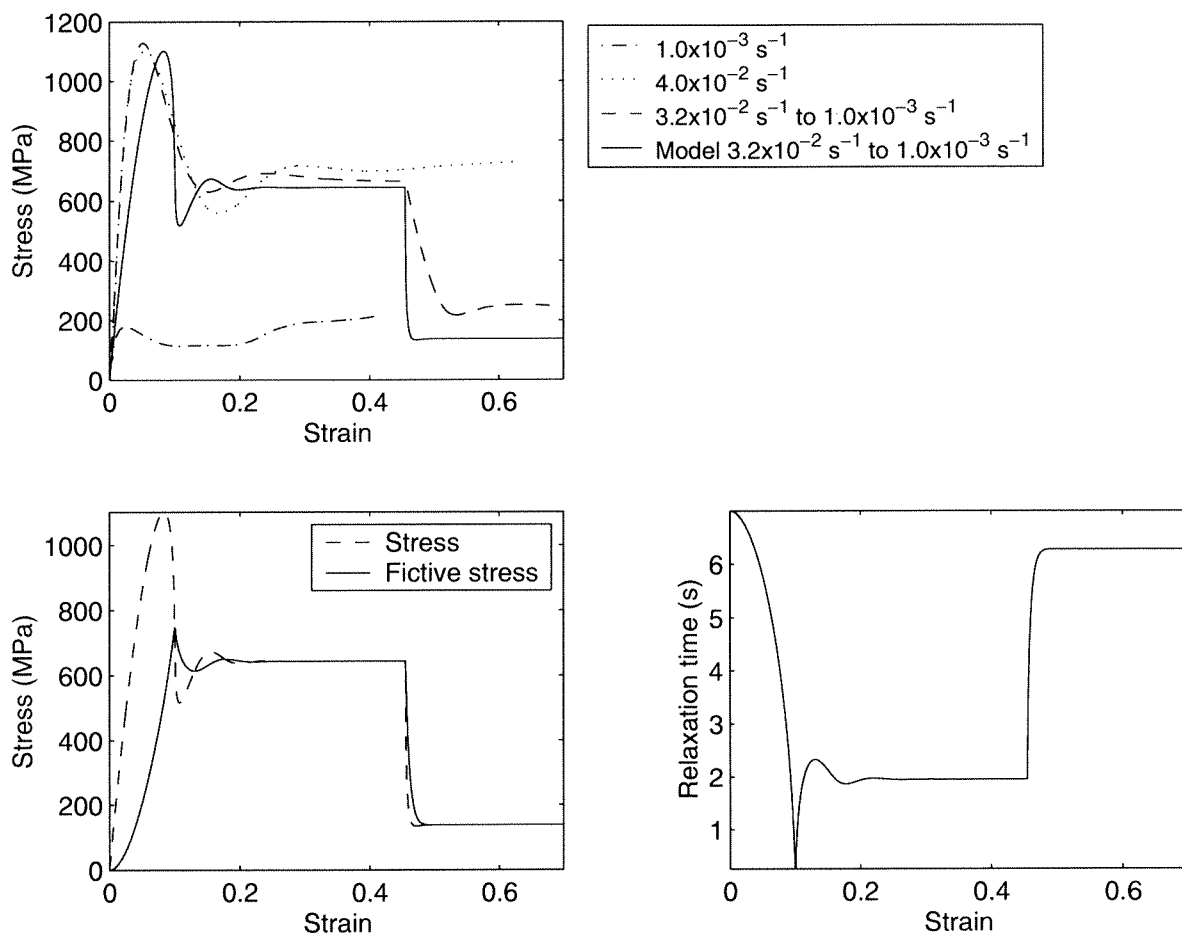 1200
1000
800
600
400
200
0
Stress (MPa)
0 0.2 0.4 0.6
Strain
1.0x10⁻³ s⁻¹
4.0x10⁻² s⁻¹
3.2x10⁻² s⁻¹ to 1.0x10⁻³ s⁻¹
Model 3.2x10⁻² s⁻¹ to 1.0x10⁻³ s⁻¹
1000
800
600
400
200
0
Stress (MPa)
Stress
Fictive stress
0 0.2 0.4 0.6
Strain
6
5
4
3
2
1
Relaxation time (s)
0 0.2 0.4 0.6
Strain